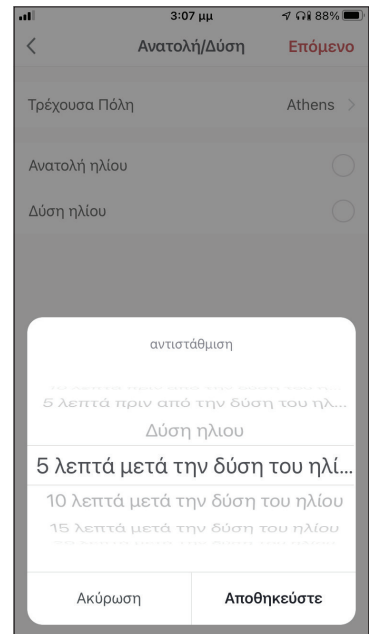 3:07 μμ
88%
Ανατολή/Δύση
Επόμενο
Τρέχουσα Πόλη
Athens
Ανατολή ηλίου
Δύση ηλίου
αντιστάθμιση
5 λεπτά πριν από την δύση του ηλ...
Δύση ηλιου
5 λεπτά μετά την δύση του ηλί...
10 λεπτά μετά την δύση του ηλίου
15 λεπτά μετά την δύση του ηλίου
Ακύρωση
Αποθηκεύστε